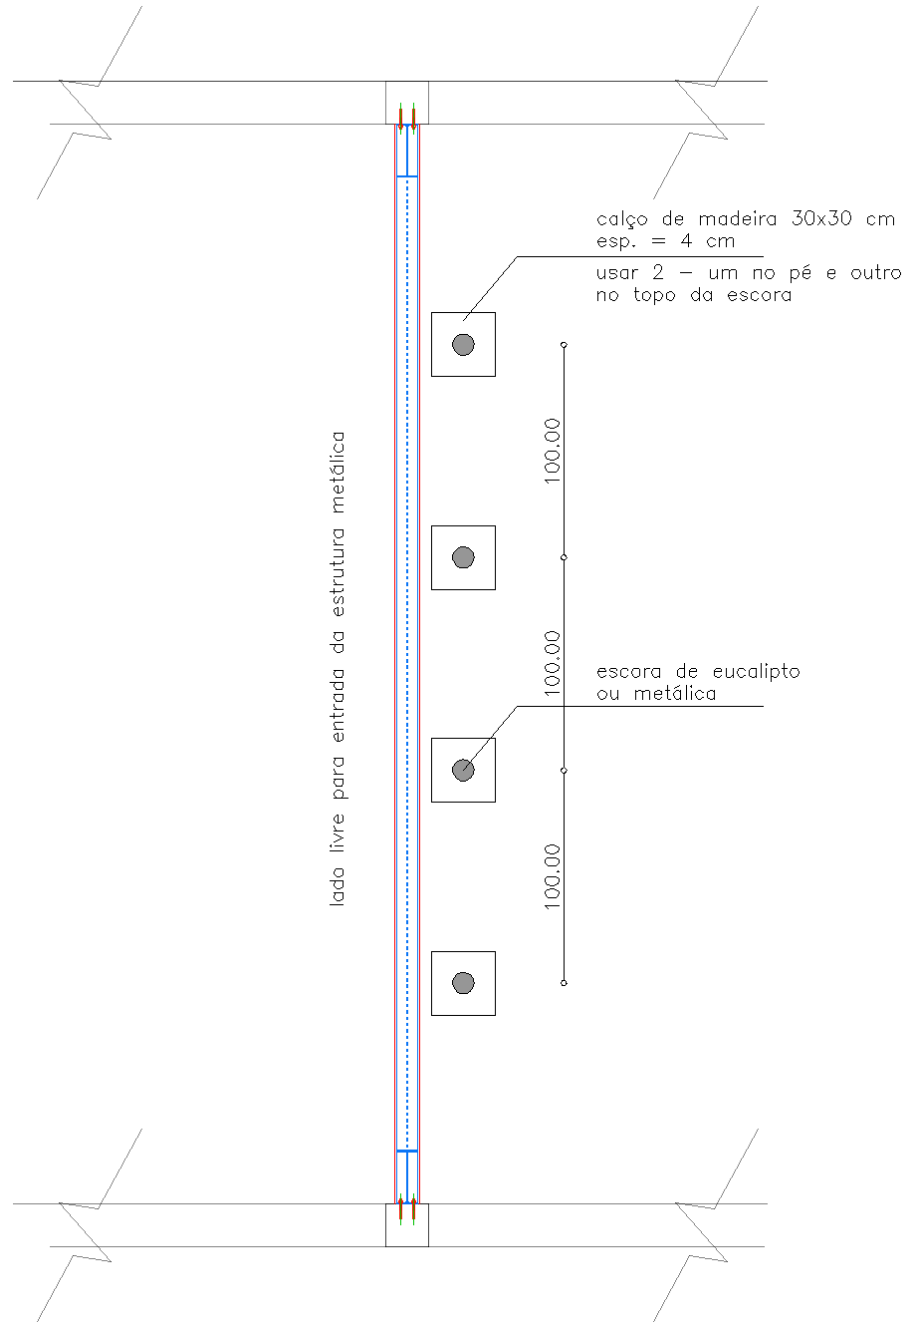 calço de madeira 30x30 cm
esp. = 4 cm
usar 2 - um no pé e outro
no topo da escora
100.00
lado livre para entrada da estrutura metálica
100.00
escora de eucalipto
ou metálica
100.00